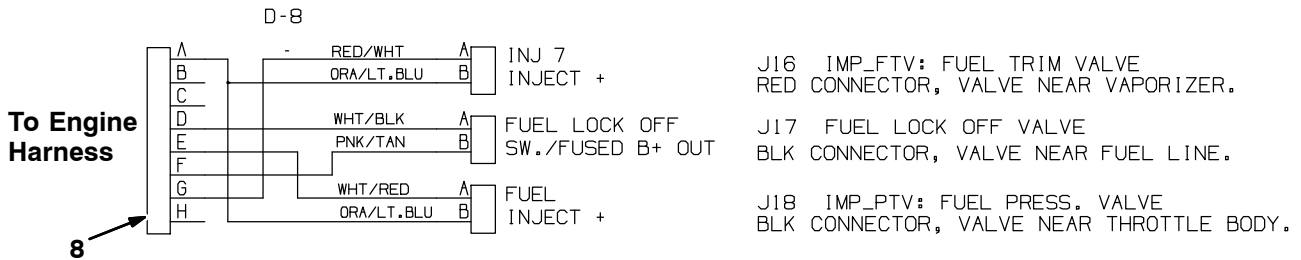 D-8
A - RED/WHT A INJ 7
B ORA/LT.BLU B INJECT +
C
D WHT/BLK A FUEL LOCK OFF
E PNK/TAN B SW./FUSED B+ OUT
F
G WHT/RED A FUEL
H ORA/LT.BLU B INJECT +
To Engine
Harness
8
J16 IMP_FTV: FUEL TRIM VALVE
RED CONNECTOR, VALVE NEAR VAPORIZER.
J17 FUEL LOCK OFF VALVE
BLK CONNECTOR, VALVE NEAR FUEL LINE.
J18 IMP_PTV: FUEL PRESS. VALVE
BLK CONNECTOR, VALVE NEAR THROTTLE BODY.